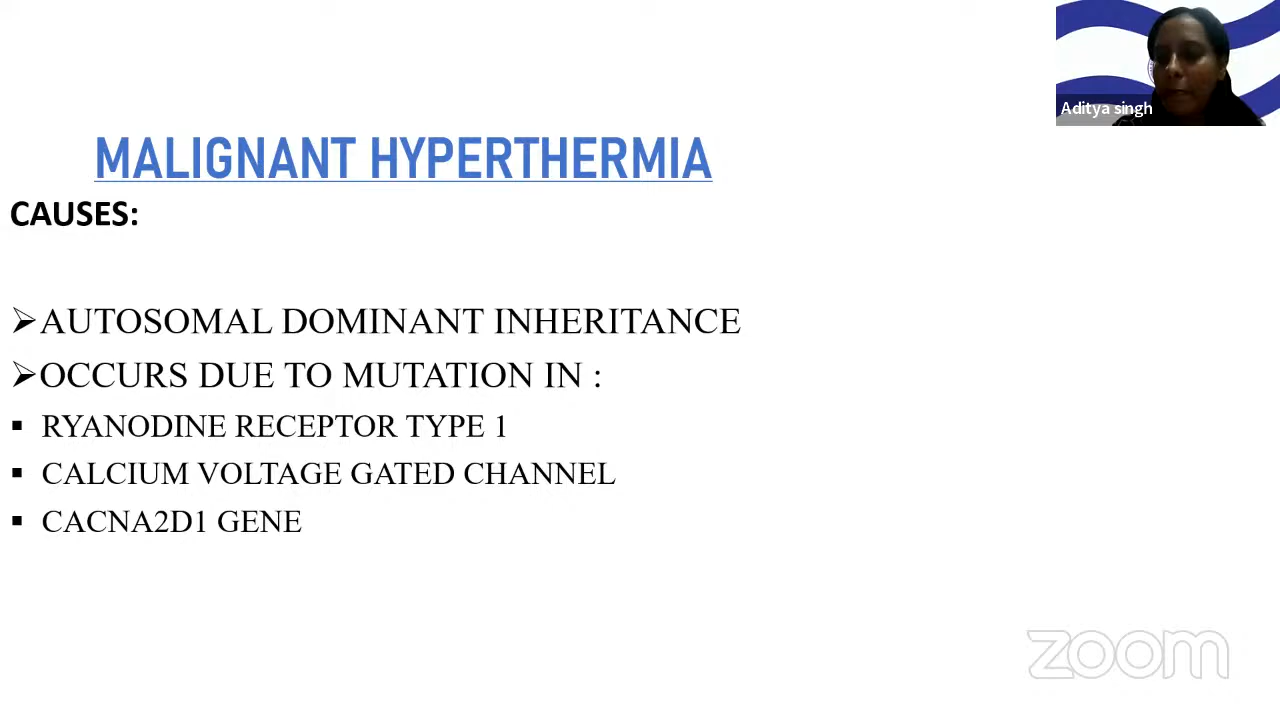 Aditya singh
MALIGNANT HYPERTHERMIA
CAUSES:
➢AUTOSOMAL DOMINANT INHERITANCE
➢OCCURS DUE TO MUTATION IN :
▪ RYANODINE RECEPTOR TYPE 1
▪ CALCIUM VOLTAGE GATED CHANNEL
▪ CACNA2D1 GENE
zoom